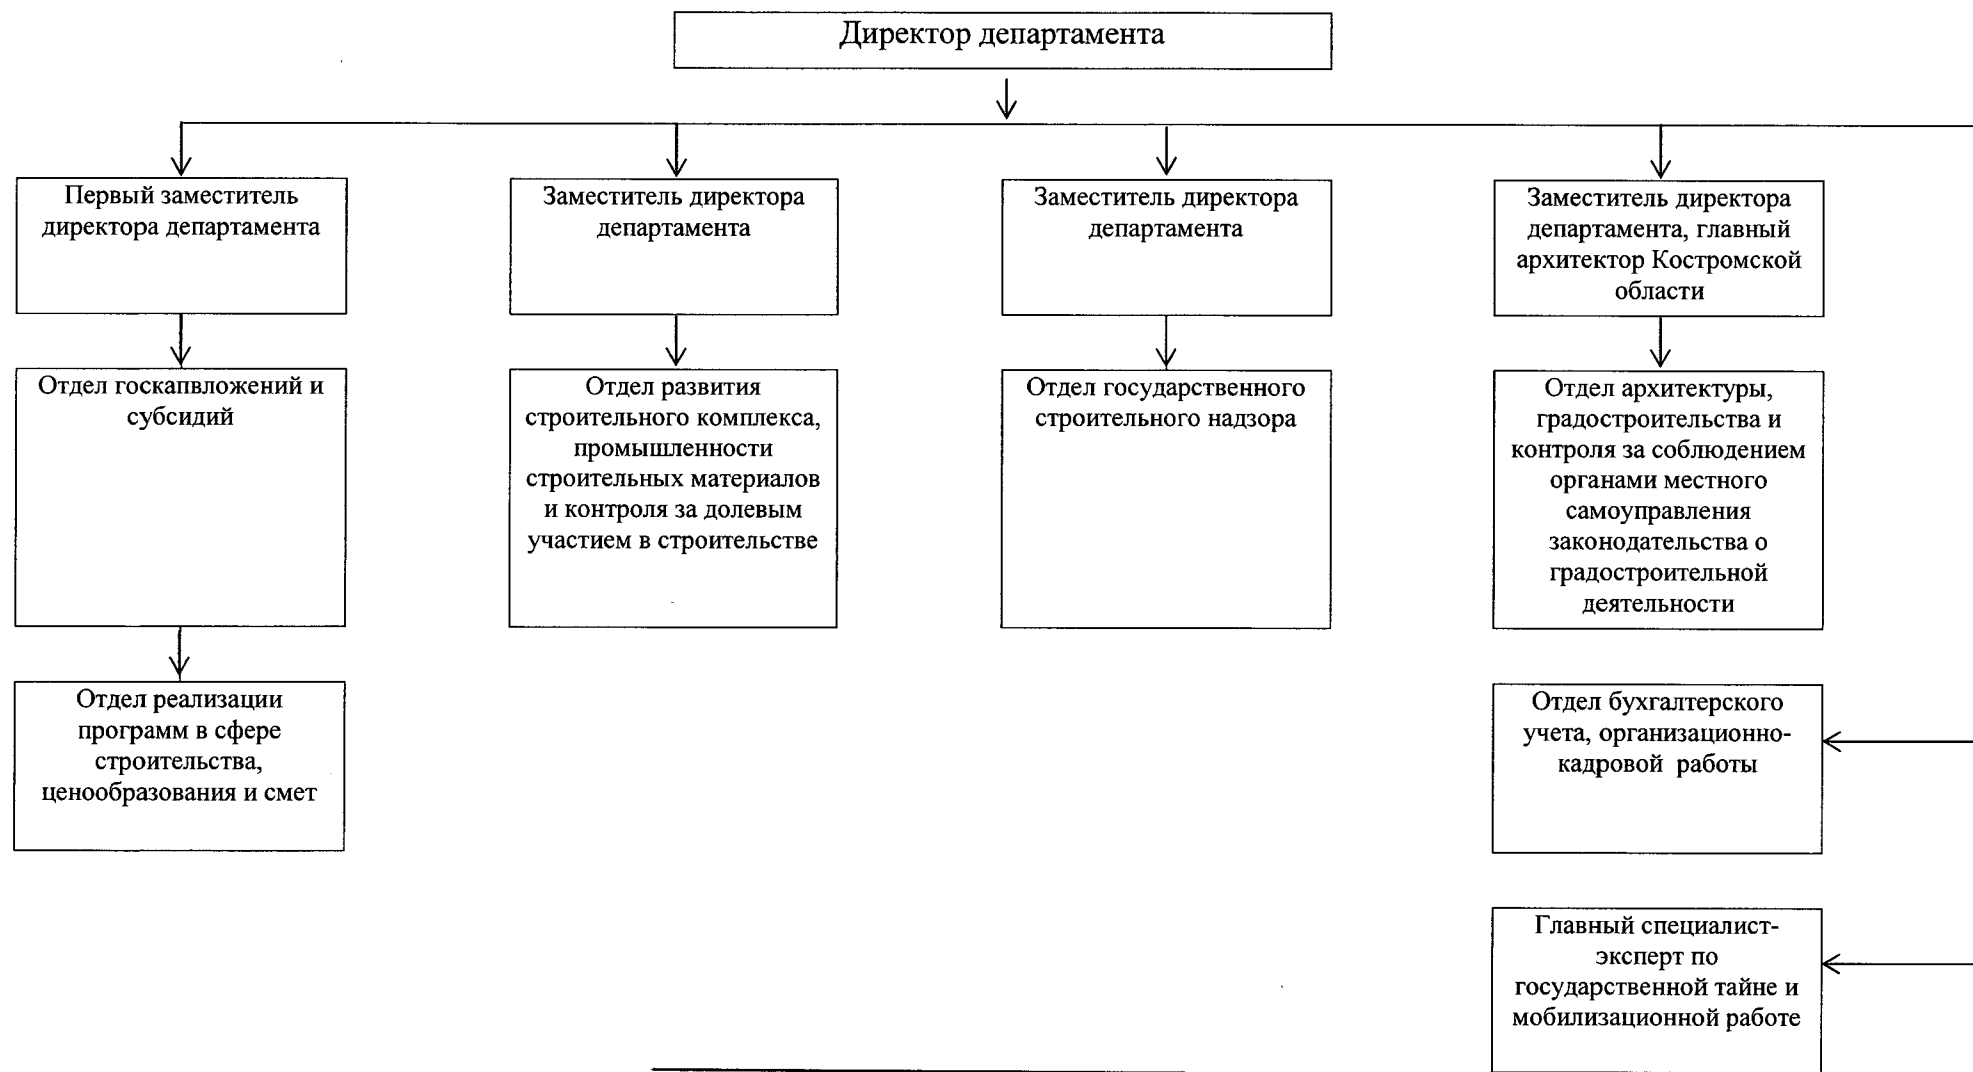 Директор департамента
Первый заместитель
директора департамента
Заместитель директора
департамента
Заместитель директора
департамента
Заместитель директора
департамента, главный
архитектор Костромской
области
Отдел госкапвложений и
субсидий
Отдел развития
строительного комплекса,
промышленности
строительных материалов
и контроля за долевым
участием в строительстве
Отдел государственного
строительного надзора
Отдел архитектуры,
градостроительства и
контроля за соблюдением
органами местного
самоуправления
законодательства о
градостроительной
деятельности
Отдел реализации
программ в сфере
строительства,
ценообразования и смет
Отдел бухгалтерского
учета, организационно-
кадровой работы
Главный специалист-
эксперт по
государственной тайне и
мобилизационной работе